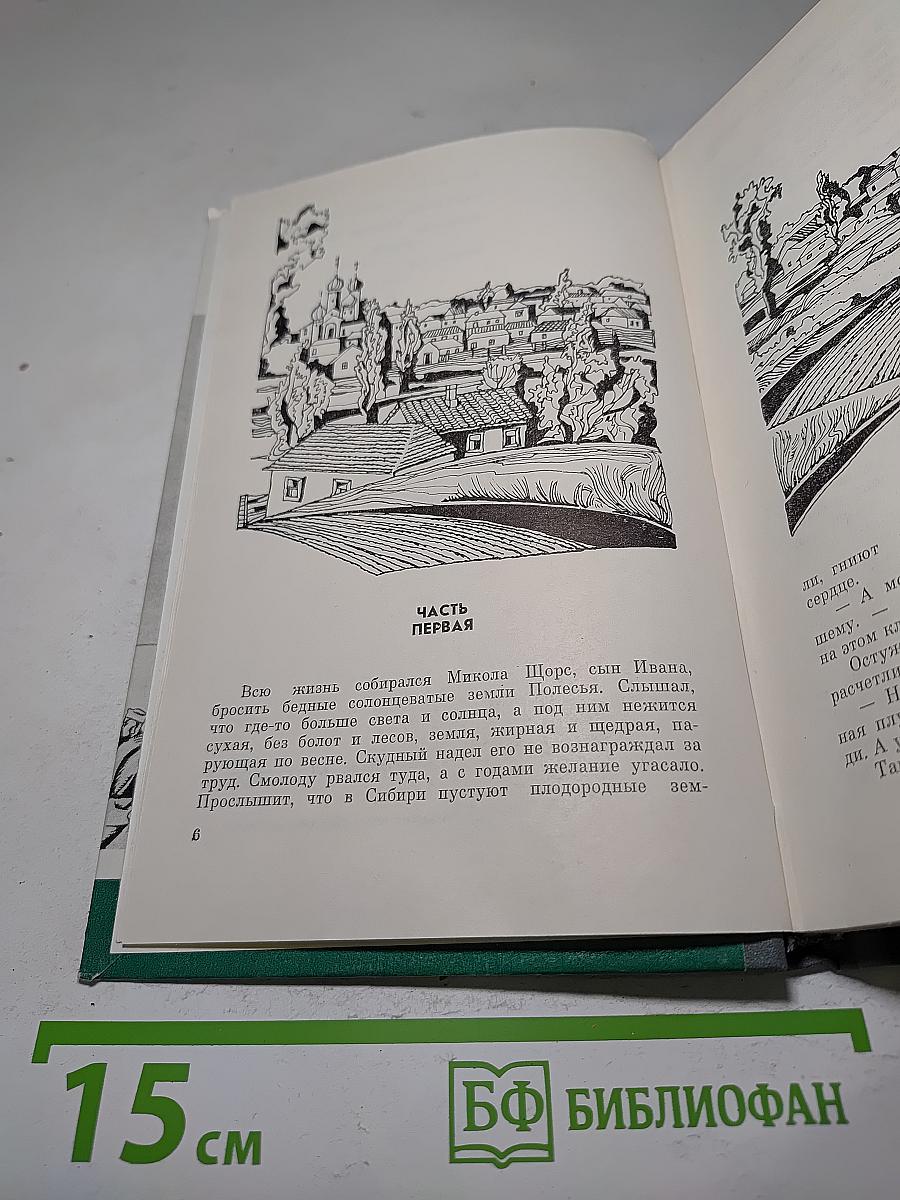 ЧАСТЬ
ПЕРВАЯ
Всю жизнь собирался Микола Щорс, сын Ивана,
бросить бедные солонцеватые земли Полесья. Слышал,
что где-то больше света и солнца, а под ним нежится
сухая, без болот и лесов, земля, жирная и щедрая, па-
рующая по весне. Скудный надел его не вознаграждал за
труд. Смолоду рвался туда, а с годами желание угасало.
Прослышит, что в Сибири пустуют плодородные зем-
6
ли, гниют
сердце.
— А мо
шему. —
на этом кл
Остуж
расчетли
— Н
ная плу
ди. А у
Та
15 см
БФ БИБЛИОФАН